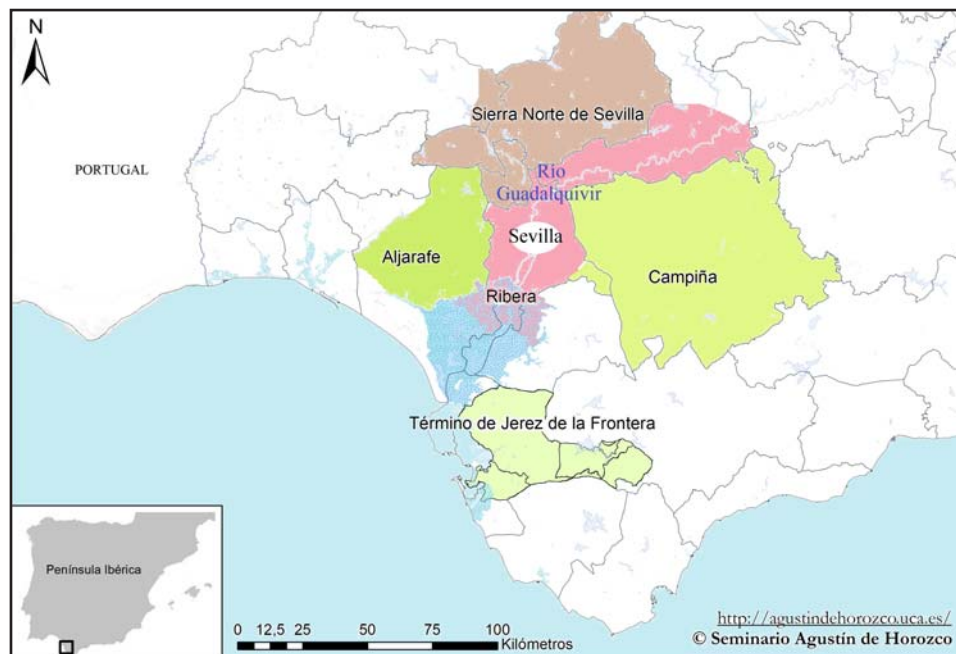 N
Sierra Norte de Sevilla
PORTUGAL
Rio
Guadalquivir
Sevilla
Aljarafe
Campiña
Ribera
Término de Jerez de la Frontera
Península Ibérica
0 12,5 25 50 75 100
Kilómetros
http://agustindehorozco.uca.es/
© Seminario Agustín de Horozco